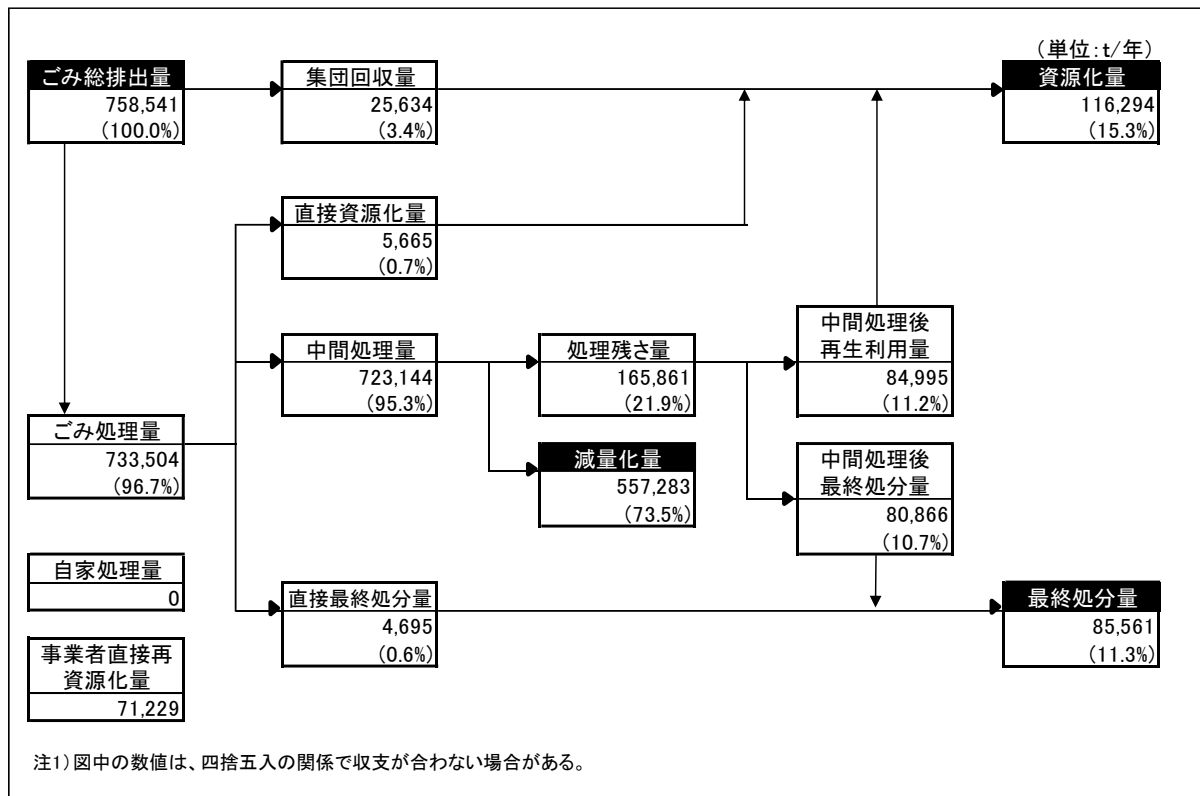 (単位:t/年)
ごみ総排出量
758,541
(100.0%)
集団回収量
25,634
(3.4%)
資源化量
116,294
(15.3%)
直接資源化量
5,665
(0.7%)
中間処理量
723,144
(95.3%)
処理残さ量
165,861
(21.9%)
中間処理後
再生利用量
84,995
(11.2%)
ごみ処理量
733,504
(96.7%)
減量化量
557,283
(73.5%)
中間処理後
最終処分量
80,866
(10.7%)
自家処理量
0
直接最終処分量
4,695
(0.6%)
最終処分量
85,561
(11.3%)
事業者直接再
資源化量
71,229
注1)図中の数値は、四捨五入の関係で収支が合わない場合がある。